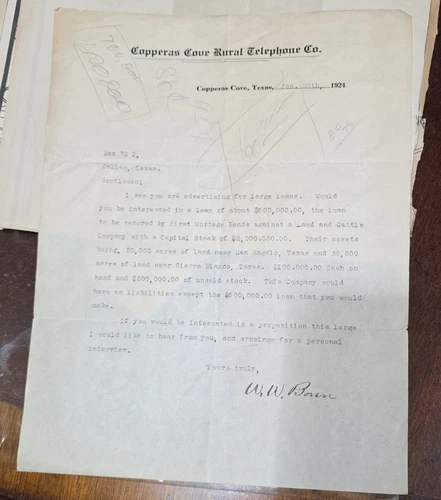 Copperas Cove Rural Telephone Co.
Copperas Cove, Texas, Jan. 1924
Box 72 F,
Dallas, Texas.
Gentlemen;
I see you are advertising for large loans. Would
you be interested in a loan of about $600,000.00, the loan
to be secured by First Mortage Bonds against a Land and Cattle
Company with a Capital Stock of $2,000.000.00. Their assets
being, 50,000 acres of land near San Angelo, Texas and 30,000
acres of land near Sierra Blanco, Texas. $100.000.00 Cash on
hand and $600,000.00 of unsold stock. This Company would
have no liabilities except the $600,000.00 loan that you would
make.
If you would be interested in a proposition this large
I would like to hear from you, and arrainge for a personal
interview.
Yours truly,
W. W.